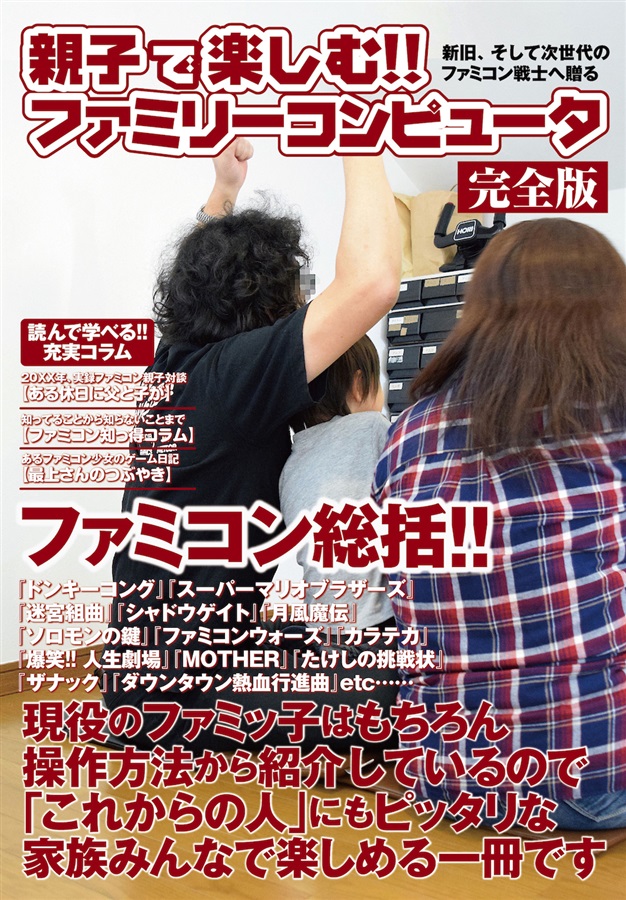 親子で楽しむ!!
ファミリーコンピュータ
新旧、そして次世代の
ファミコン戦士へ贈る
完全版
HORI
読んで学べる!!
充実コラム
20XX年、実録ファミコン親子対談
【ある休日に父と子が】
知ってることから知らないことまで
【ファミコン知っ得コラム】
あるファミコン少女のゲーム日記
【最上さんのつぶやき】
ファミコン総括!!
『ドンキーコング』『スーパーマリオブラザーズ』
『迷宮組曲』『シャドウゲイト』『月風魔伝』
『ソロモンの鍵』『ファミコンウォーズ』『カラテカ』
『爆笑!! 人生劇場』『MOTHER』『たけしの挑戦状』
『ザナック』『ダウンタウン熱血行進曲』etc……
現役のファミッ子はもちろん
操作方法から紹介しているので
「これからの人」にもピッタリな
家族みんなで楽しめる一冊です